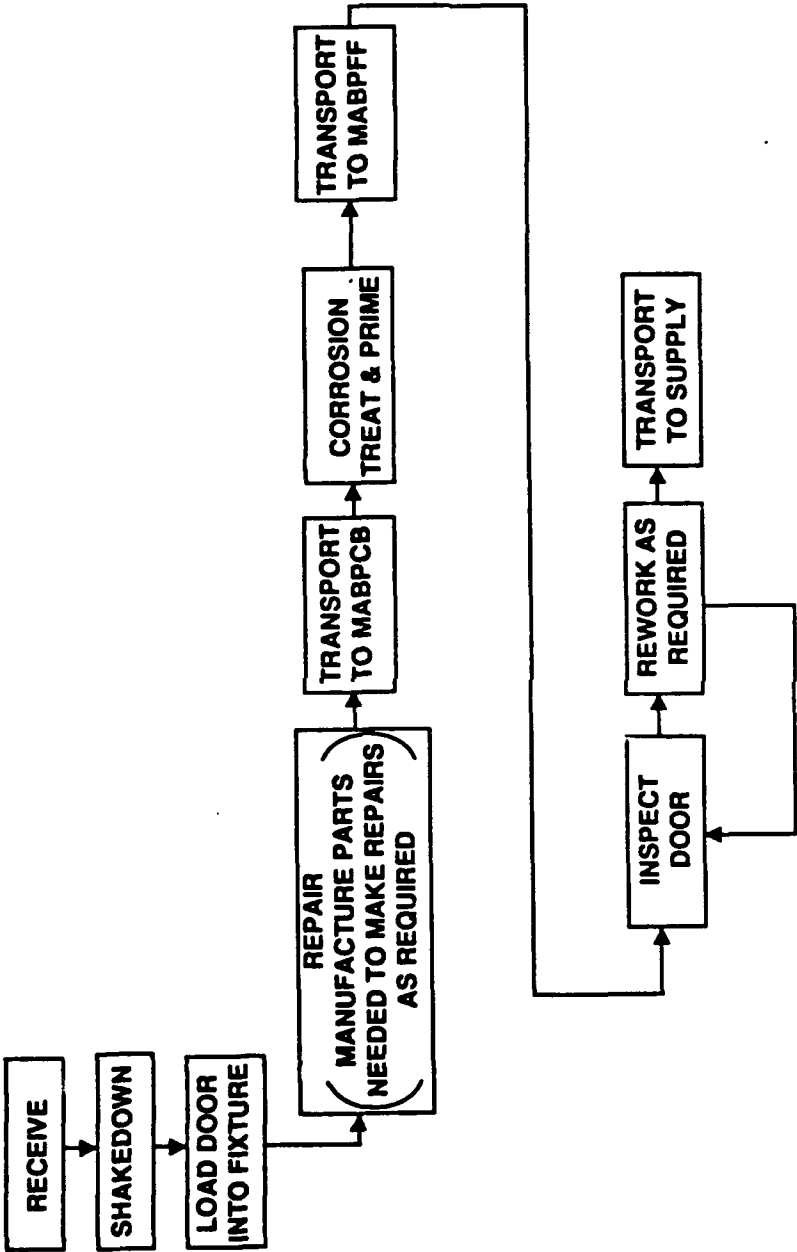 RECEIVE
SHAKEDOWN
LOAD DOOR
INTO FIXTURE
REPAIR
(MANUFACTURE PARTS
NEEDED TO MAKE REPAIRS
AS REQUIRED)
TRANSPORT
TO MABPCB
CORROSION
TREAT & PRIME
TRANSPORT
TO MABPFF
INSPECT
DOOR
REWORK AS
REQUIRED
TRANSPORT
TO SUPPLY